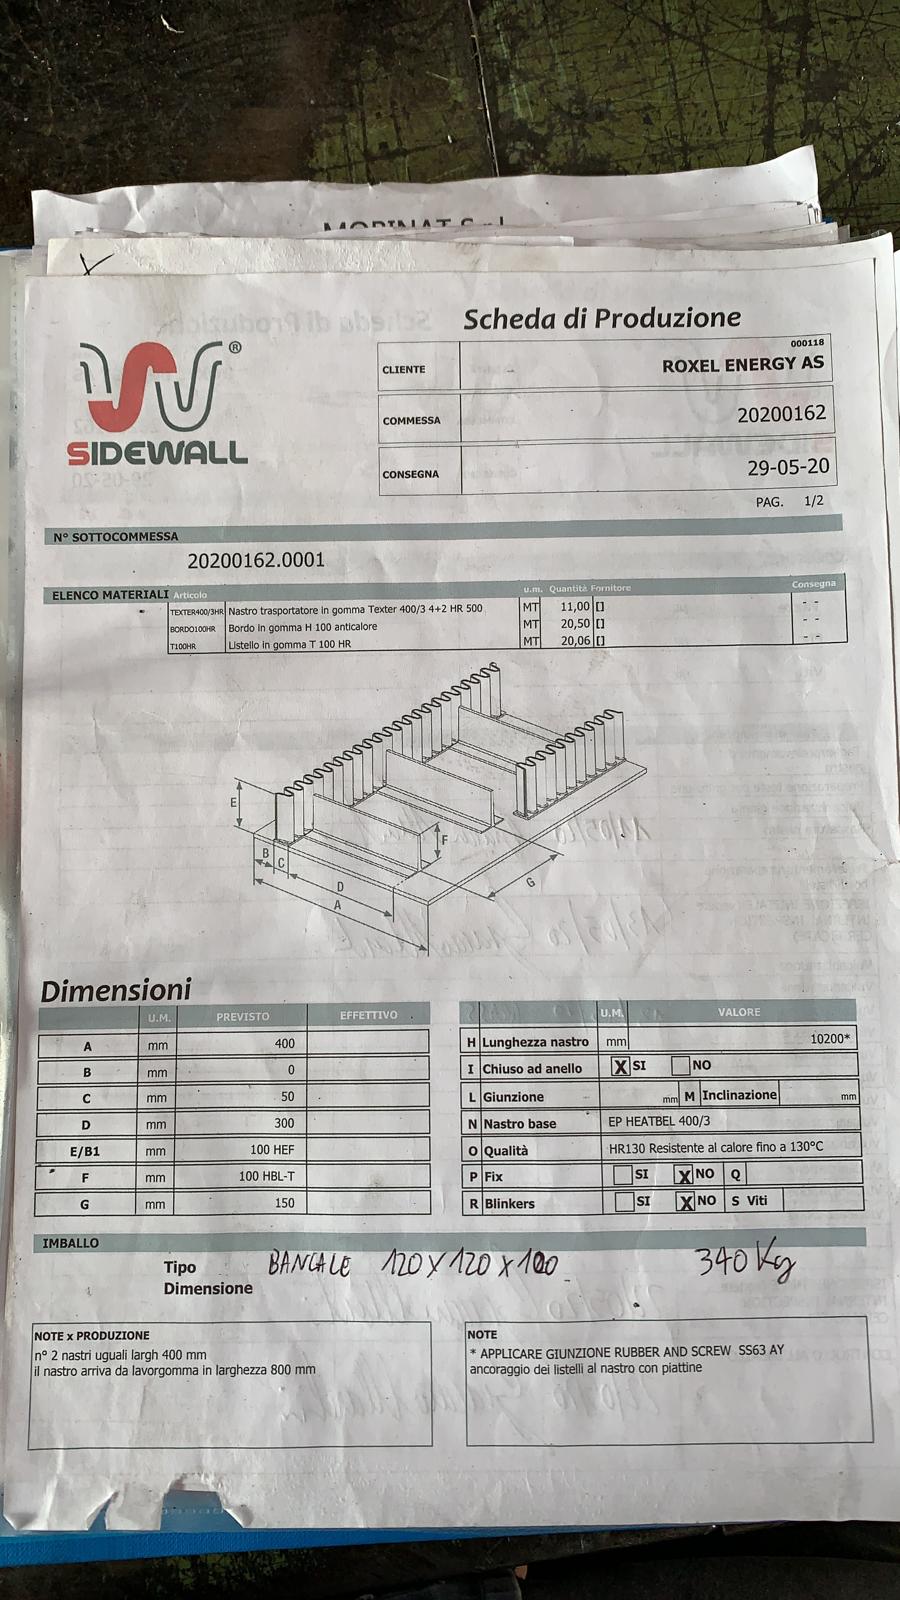 MORINAT S.r.l.
Scheda di Produzione
®
SIDEWALL
000118
CLIENTE ROXEL ENERGY AS
COMMESSA 20200162
CONSEGNA 29-05-20
PAG. 1/2
N° SOTTOCOMMESSA
20200162.0001
ELENCO MATERIALI Articolo u.m. Quantità Fornitore Consegna
TEXTER400/3HR Nastro trasportatore in gomma Texter 400/3 4+2 HR 500 MT 11,00 [] - -
BORDO100HR Bordo in gomma H 100 anticalore MT 20,50 [] - -
T100HR Listello in gomma T 100 HR MT 20,06 [] - -
E
B
C
D
A
F
G
Dimensioni
U.M. PREVISTO EFFETTIVO
A mm 400
B mm 0
C mm 50
D mm 300
E/B1 mm 100 HEF
F mm 100 HBL-T
G mm 150
U.M. VALORE
H Lunghezza nastro mm 10200*
I Chiuso ad anello X SI NO
L Giunzione mm M Inclinazione mm
N Nastro base EP HEATBEL 400/3
O Qualità HR130 Resistente al calore fino a 130°C
P Fix SI X NO Q
R Blinkers SI X NO S Viti
IMBALLO
Tipo BANCALE 120 X 120 X 100 340 Kg
Dimensione
NOTE x PRODUZIONE
n° 2 nastri uguali largh 400 mm
il nastro arriva da lavorgomma in larghezza 800 mm
NOTE
* APPLICARE GIUNZIONE RUBBER AND SCREW SS63 AY
ancoraggio dei listelli al nastro con piattine